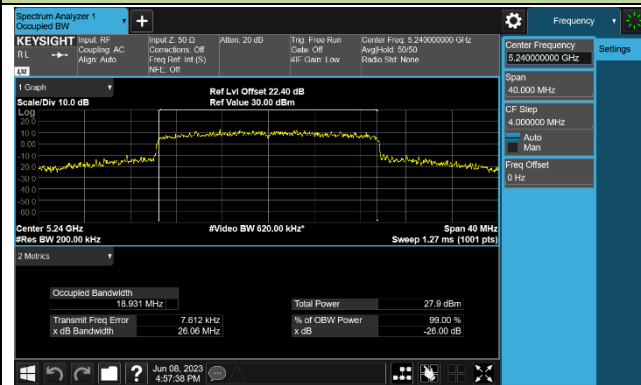 Spectrum Analyzer 1
Occupied BW
Frequency
KEYSIGHT
RL
LXI
Input: RF
Coupling: AC
Align: Auto
Input Z: 50 Ω
Corrections: Off
Freq Ref: Int (S)
NFE: Off
Atten: 20 dB
Trig: Free Run
Gate: Off
#IF Gain: Low
Center Freq: 5.240000000 GHz
Avg|Hold: 50/50
Radio Std: None
Center Frequency
5.240000000 GHz
Settings
Span
40.000 MHz
CF Step
4.000000 MHz
Auto
Man
Freq Offset
0 Hz
1 Graph
Scale/Div 10.0 dB
Ref Lvl Offset 22.40 dB
Ref Value 30.00 dBm
Log
20.0
10.0
0.00
-10.0
-20.0
-30.0
-40.0
-50.0
-60.0
Center 5.24 GHz
#Res BW 200.00 kHz
#Video BW 620.00 kHz*
Span 40 MHz
Sweep 1.27 ms (1001 pts)
2 Metrics
Occupied Bandwidth
18.931 MHz
Total Power 27.9 dBm
Transmit Freq Error 7.612 kHz
% of OBW Power 99.00 %
x dB Bandwidth 26.06 MHz
x dB -26.00 dB
Jun 08, 2023
4:57:38 PM